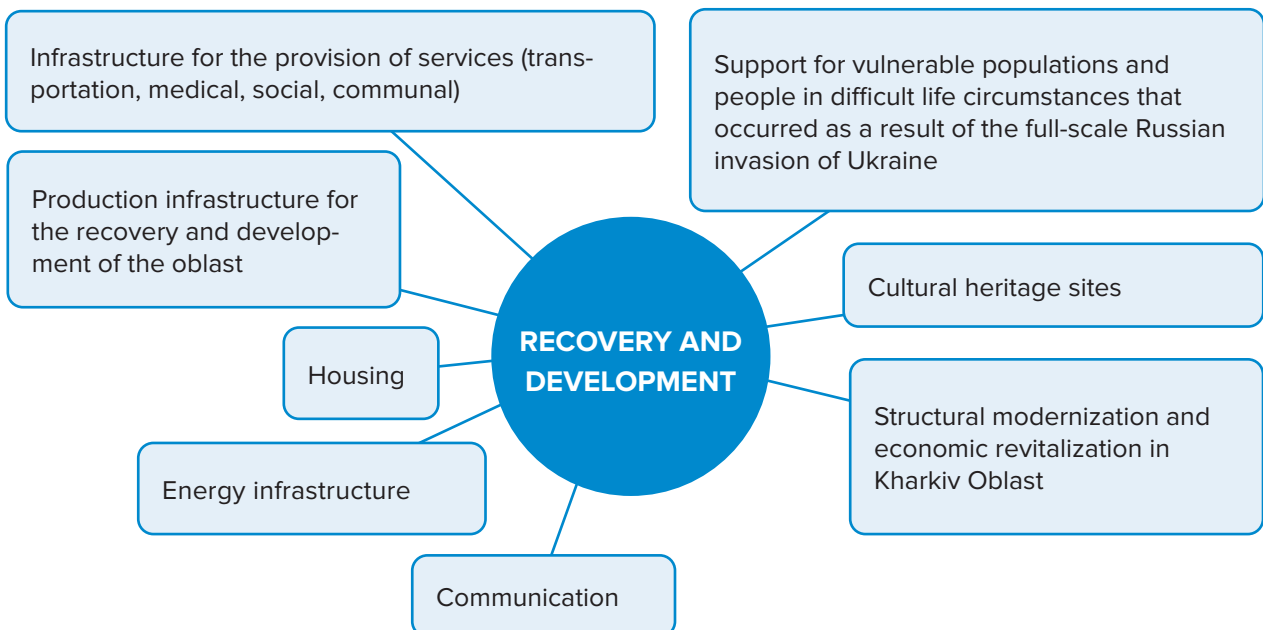 Infrastructure for the provision of services (trans-
portation, medical, social, communal)
Support for vulnerable populations and
people in difficult life circumstances that
occurred as a result of the full-scale Russian
invasion of Ukraine
Production infrastructure for
the recovery and develop-
ment of the oblast
Cultural heritage sites
RECOVERY AND
DEVELOPMENT
Housing
Structural modernization and
economic revitalization in
Kharkiv Oblast
Energy infrastructure
Communication